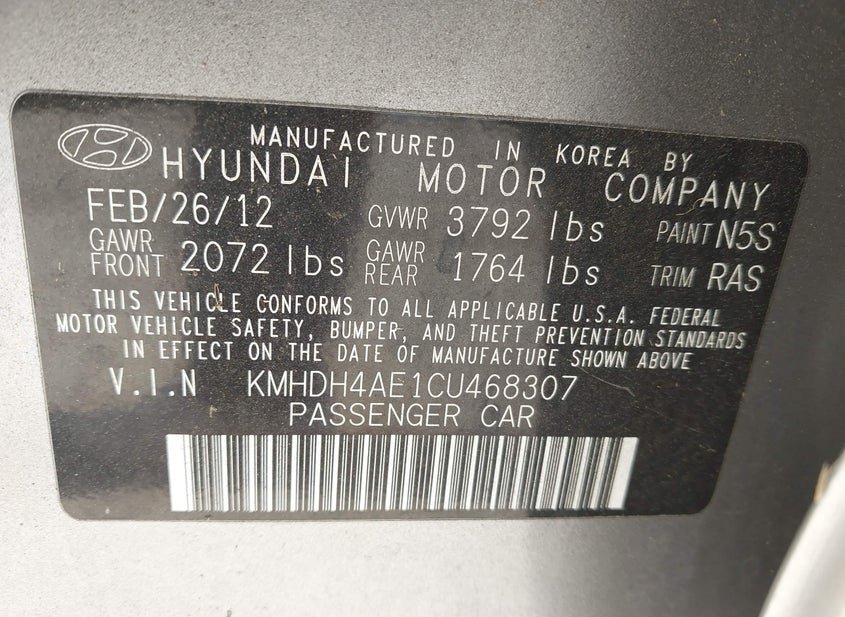 MANUFACTURED IN KOREA BY
HYUNDAI MOTOR COMPANY
FEB/26/12 GVWR 3792 lbs PAINT N5S
GAWR FRONT 2072 lbs GAWR REAR 1764 lbs TRIM RAS
THIS VEHICLE CONFORMS TO ALL APPLICABLE U.S.A. FEDERAL
MOTOR VEHICLE SAFETY, BUMPER, AND THEFT PREVENTION STANDARDS
IN EFFECT ON THE DATE OF MANUFACTURE SHOWN ABOVE
V.I.N KMHDH4AE1CU468307
PASSENGER CAR